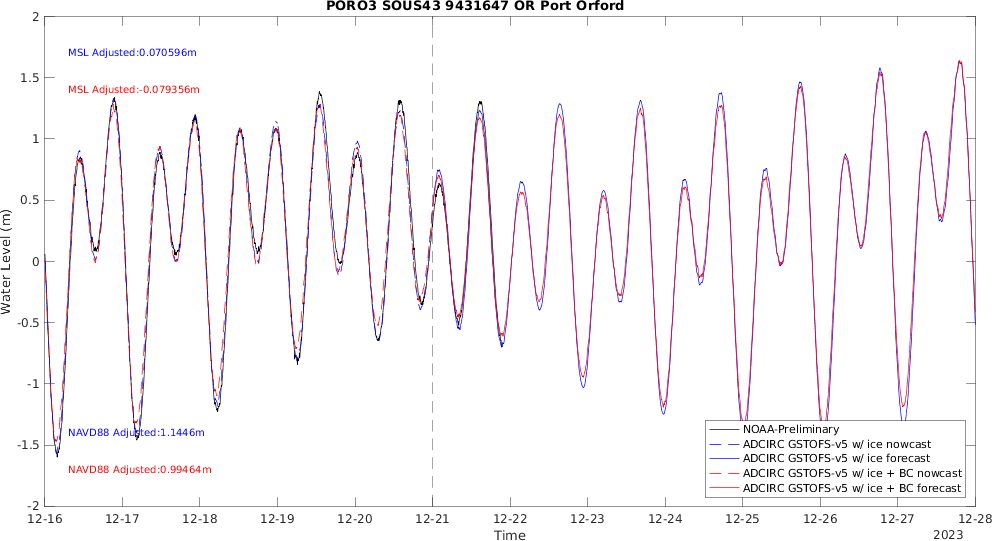 PORO3 SOUS43 9431647 OR Port Orford
MSL Adjusted:0.070596m
MSL Adjusted:-0.079356m
NAVD88 Adjusted:1.1446m
NAVD88 Adjusted:0.99464m
Water Level (m)
2
1.5
1
0.5
0
-0.5
-1
-1.5
-2
NOAA-Preliminary
ADCIRC GSTOFS-v5 w/ ice nowcast
ADCIRC GSTOFS-v5 w/ ice forecast
ADCIRC GSTOFS-v5 w/ ice + BC nowcast
ADCIRC GSTOFS-v5 w/ ice + BC forecast
12-16 12-17 12-18 12-19 12-20 12-21 12-22 12-23 12-24 12-25 12-26 12-27 12-28
Time
2023